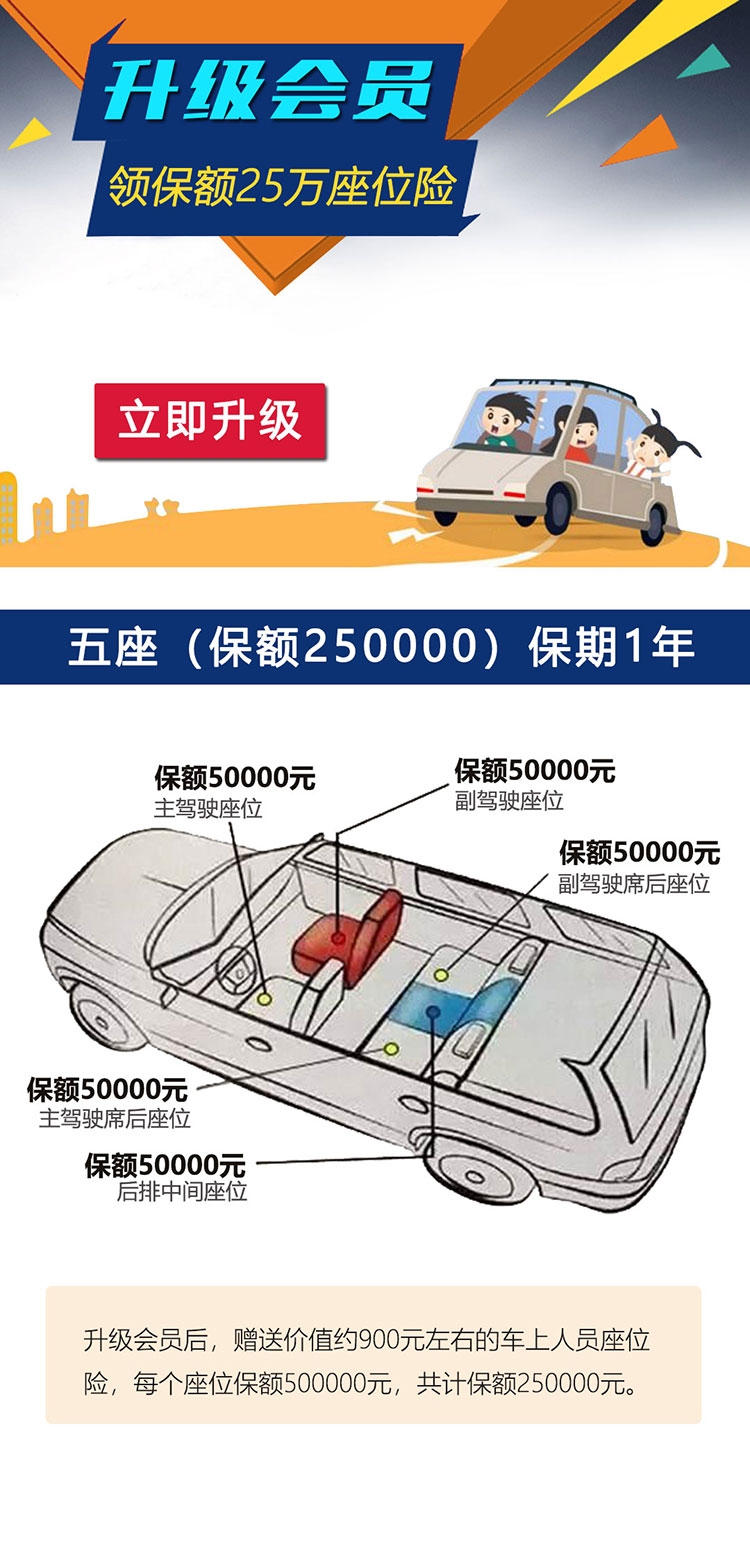 升级会员
领保额25万座位险
立即升级
五座（保额250000）保期1年
保额50000元
主驾驶座位
保额50000元
副驾驶座位
保额50000元
副驾驶席后座位
保额50000元
主驾驶席后座位
保额50000元
后排中间座位
升级会员后，赠送价值约900元左右的车上人员座位
险，每个座位保额500000元，共计保额250000元。